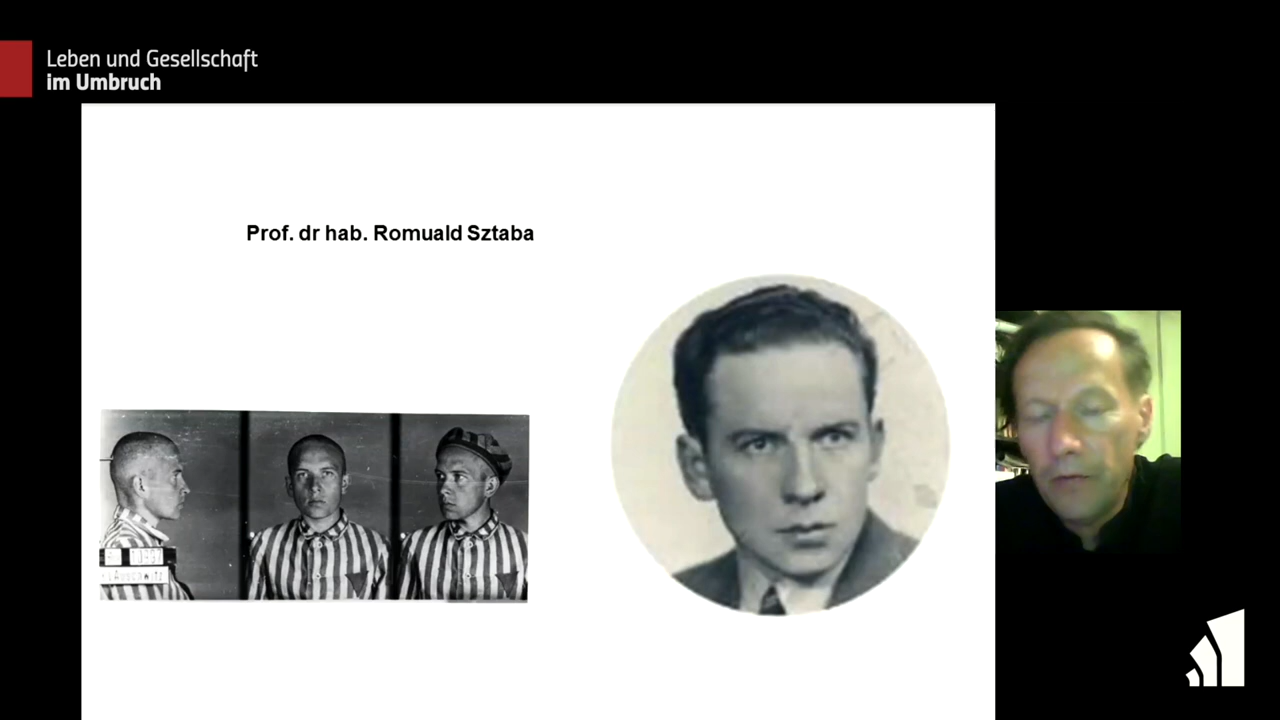 Leben und Gesellschaft
im Umbruch
Prof. dr hab. Romuald Sztaba